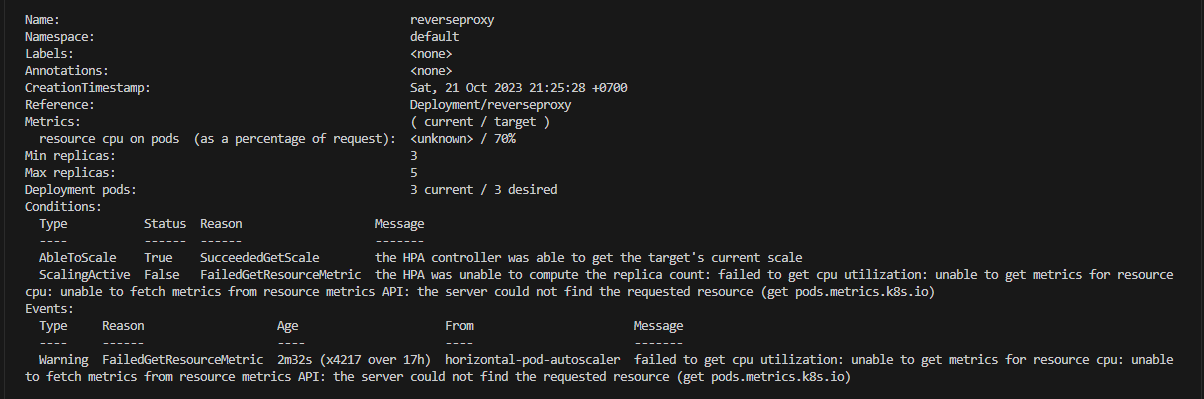 Name: reverseproxy
Namespace: default
Labels: <none>
Annotations: <none>
CreationTimestamp: Sat, 21 Oct 2023 21:25:28 +0700
Reference: Deployment/reverseproxy
Metrics: ( current / target )
resource cpu on pods (as a percentage of request): <unknown> / 70%
Min replicas: 3
Max replicas: 5
Deployment pods: 3 current / 3 desired
Conditions:
Type Status Reason Message
---- ------ ------ -------
AbleToScale True SucceededGetScale the HPA controller was able to get the target's current scale
ScalingActive False FailedGetResourceMetric the HPA was unable to compute the replica count: failed to get cpu utilization: unable to get metrics for resource
cpu: unable to fetch metrics from resource metrics API: the server could not find the requested resource (get pods.metrics.k8s.io)
Events:
Type Reason Age From Message
---- ------ ---- ---- -------
Warning FailedGetResourceMetric 2m32s (x4217 over 17h) horizontal-pod-autoscaler failed to get cpu utilization: unable to get metrics for resource cpu: unable
to fetch metrics from resource metrics API: the server could not find the requested resource (get pods.metrics.k8s.io)